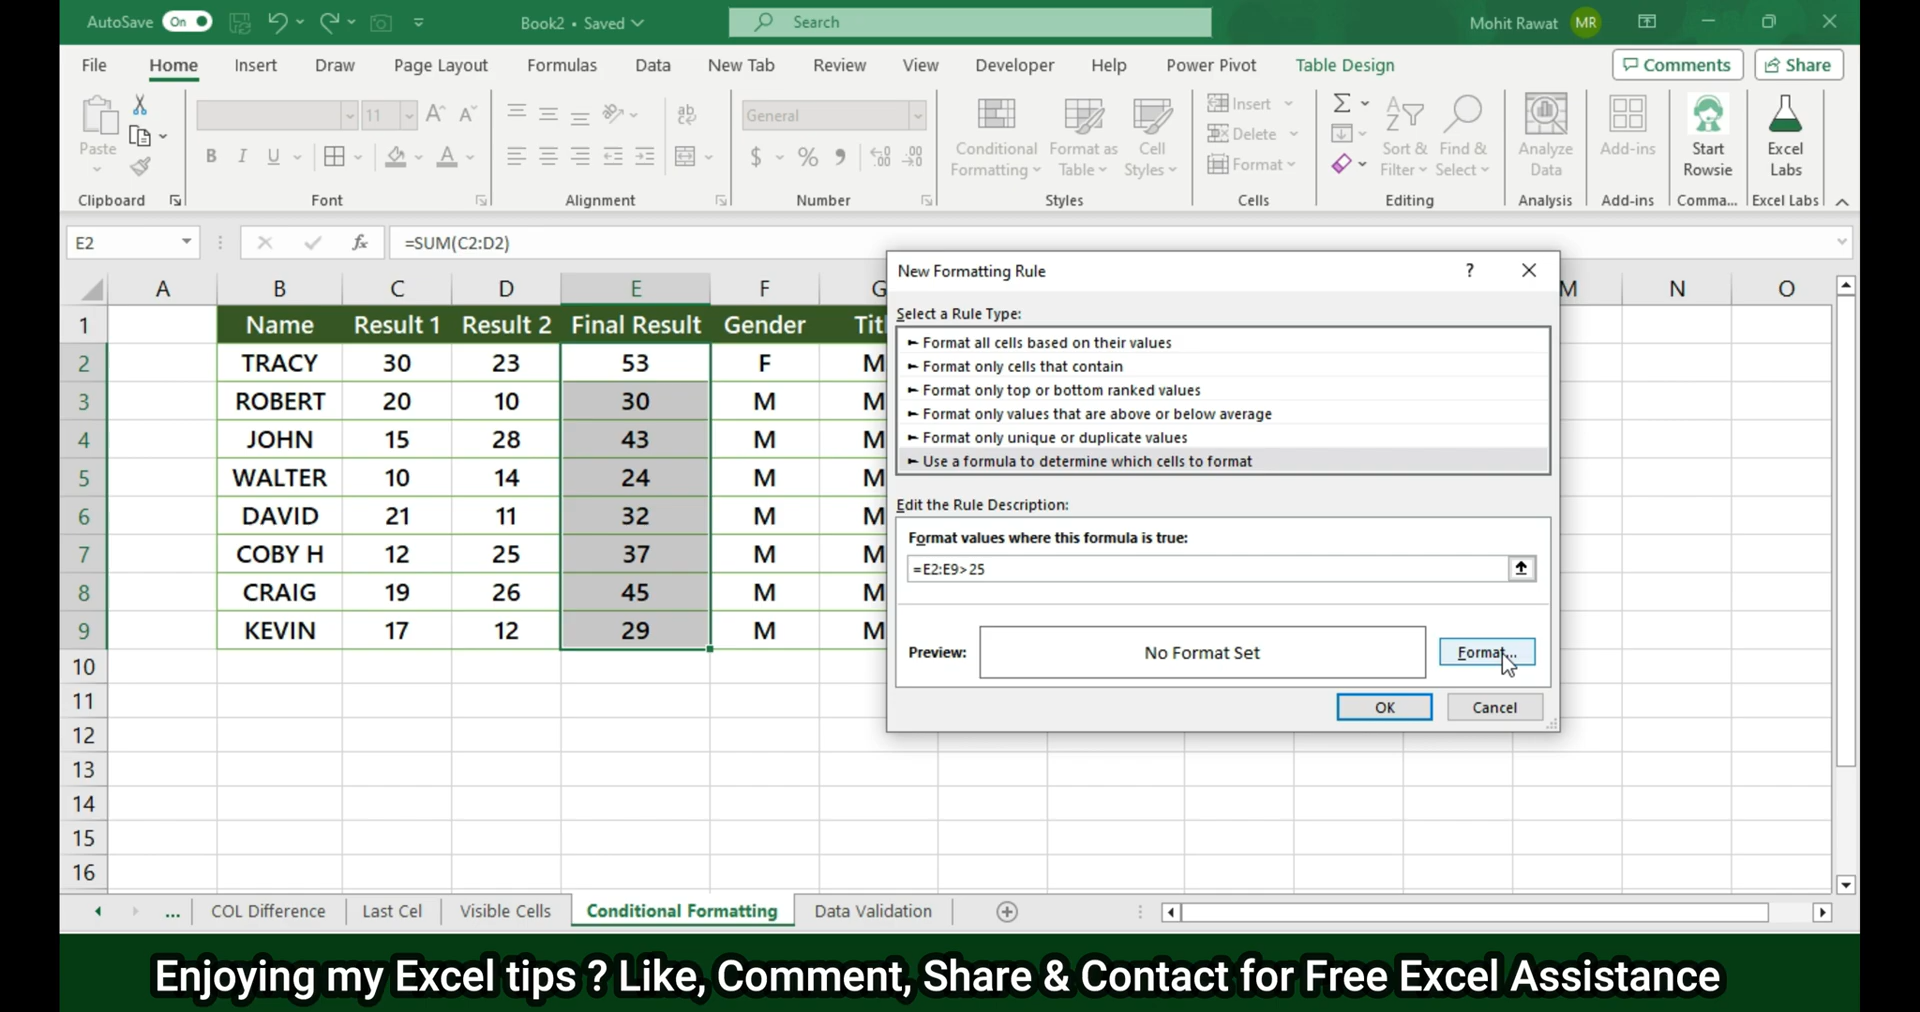 AutoSave On Book2 • Saved Search Mohit Rawat MR
File Home Insert Draw Page Layout Formulas Data New Tab Review View Developer Help Power Pivot Table Design Comments Share
11 General Insert
Paste B I U Conditional Formatting Format as Table Cell Styles Delete Sort & Filter Find & Select Analyze Data Add-ins Start Rowsie Excel Labs
Format
Clipboard Font Alignment Number Styles Cells Editing Analysis Add-ins Comma... Excel Labs
E2 fx =SUM(C2:D2)
A B C D E F G M N O
1 Name Result 1 Result 2 Final Result Gender Titl
2 TRACY 30 23 53 F M
3 ROBERT 20 10 30 M M
4 JOHN 15 28 43 M M
5 WALTER 10 14 24 M M
6 DAVID 21 11 32 M M
7 COBY H 12 25 37 M M
8 CRAIG 19 26 45 M M
9 KEVIN 17 12 29 M M
10
11
12
13
14
15
16
New Formatting Rule ?
Select a Rule Type:
► Format all cells based on their values
► Format only cells that contain
► Format only top or bottom ranked values
► Format only values that are above or below average
► Format only unique or duplicate values
► Use a formula to determine which cells to format
Edit the Rule Description:
Format values where this formula is true:
=E2:E9>25
Preview: No Format Set Format...
OK Cancel
... COL Difference Last Cel Visible Cells Conditional Formatting Data Validation
Enjoying my Excel tips ? Like, Comment, Share & Contact for Free Excel Assistance